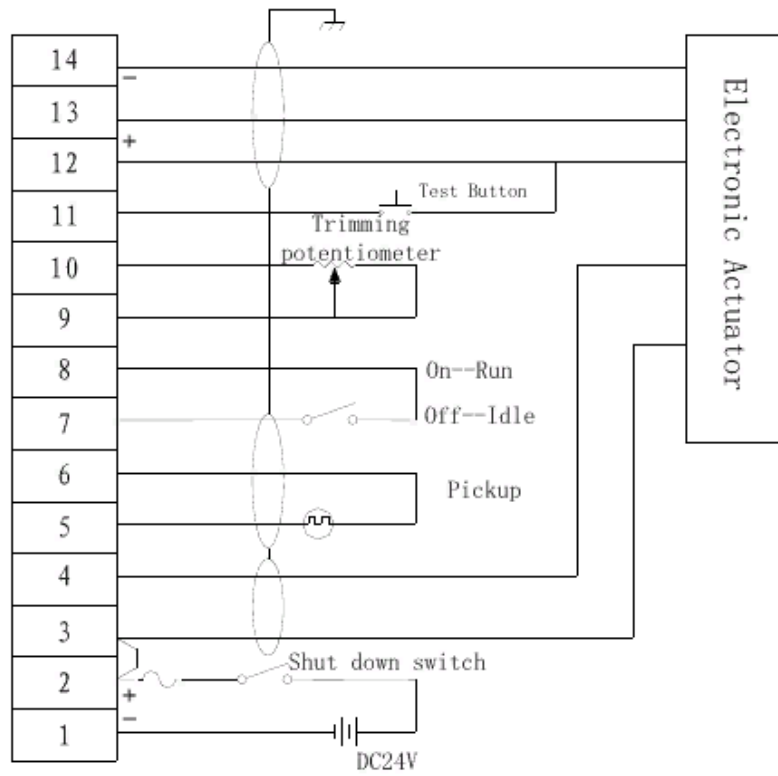 14
-
13
+
12
11
Test Button
Trimming
potentiometer
10
9
8
On--Run
7
Off--Idle
6
Pickup
5
4
3
Shut down switch
2
+
-
1
DC24V
Electronic Actuator